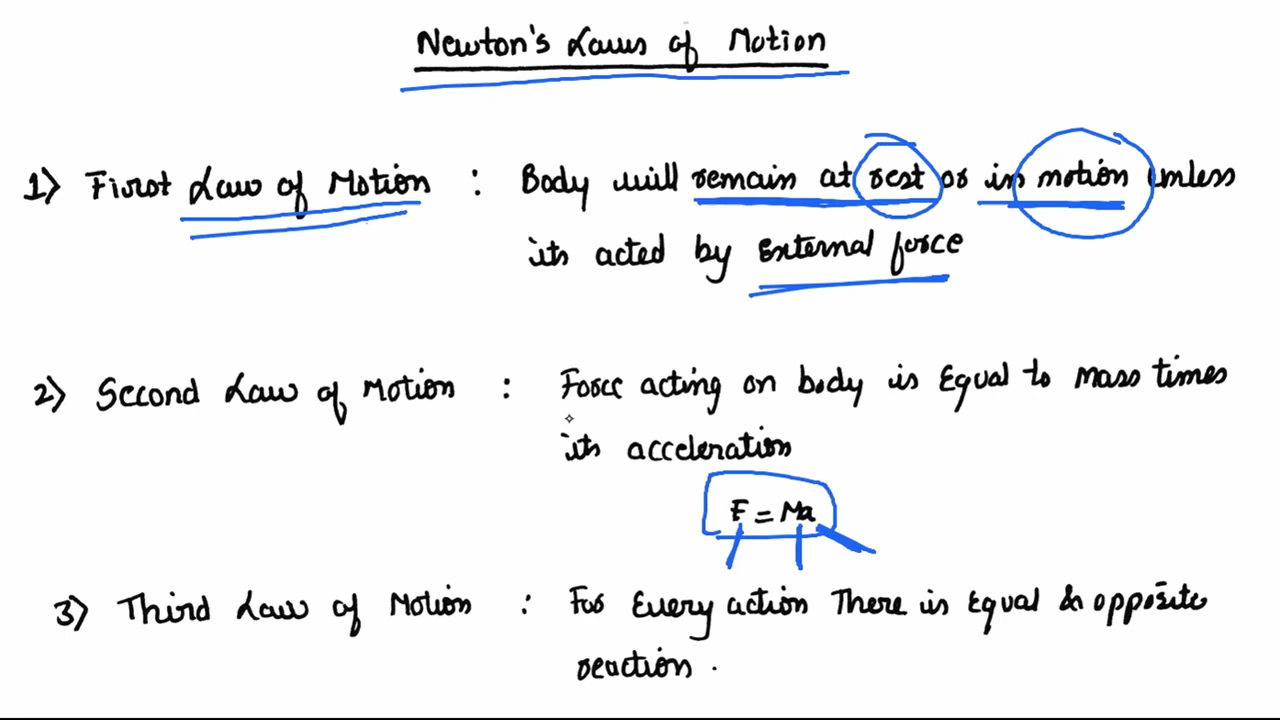 Newton's Laws of Motion
1) First Law of Motion : Body will remain at rest or in motion unless
its acted by External force
2) Second Law of Motion : Force acting on body is Equal to Mass times
its acceleration
F = Ma
3) Third Law of Motion : For Every action There is Equal & opposite
reaction .